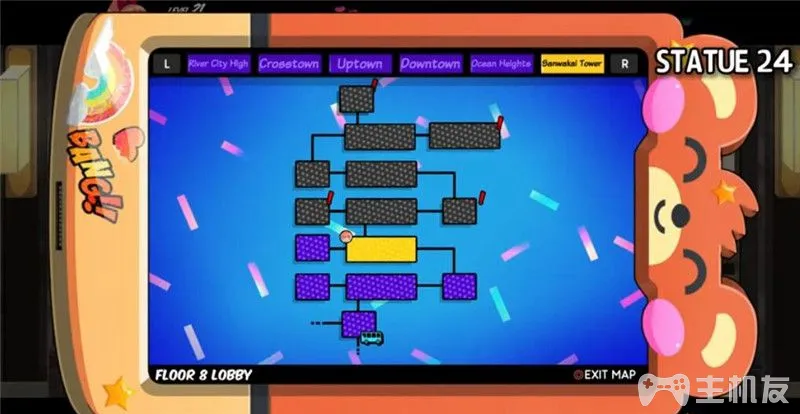 LEVEL 21
L River City High Crosstown Uptown Downtown Ocean Heights Sanwakai Tower R
STATUE 24
BANG!!
FLOOR 8 LOBBY
EXIT MAP
主机友